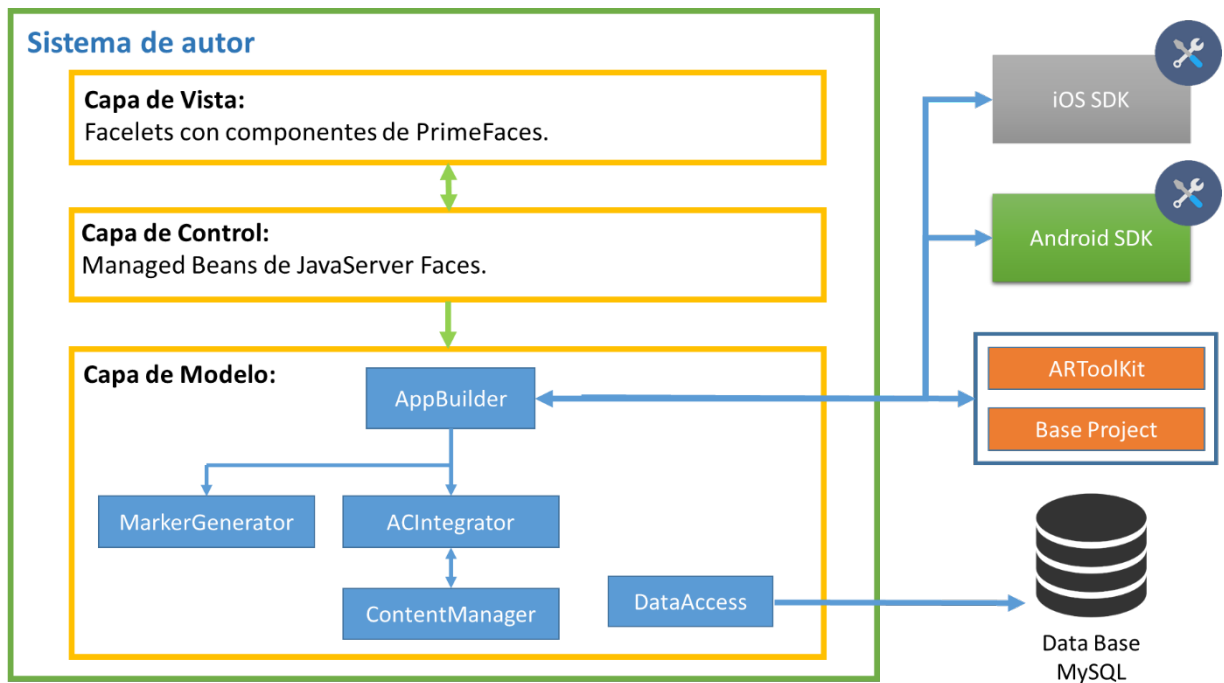 Sistema de autor
Capa de Vista:
Facelets con componentes de PrimeFaces.
Capa de Control:
Managed Beans de JavaServer Faces.
Capa de Modelo:
AppBuilder
MarkerGenerator
ACIntegrator
ContentManager
DataAccess
iOS SDK
Android SDK
ARToolKit
Base Project
Data Base
MySQL